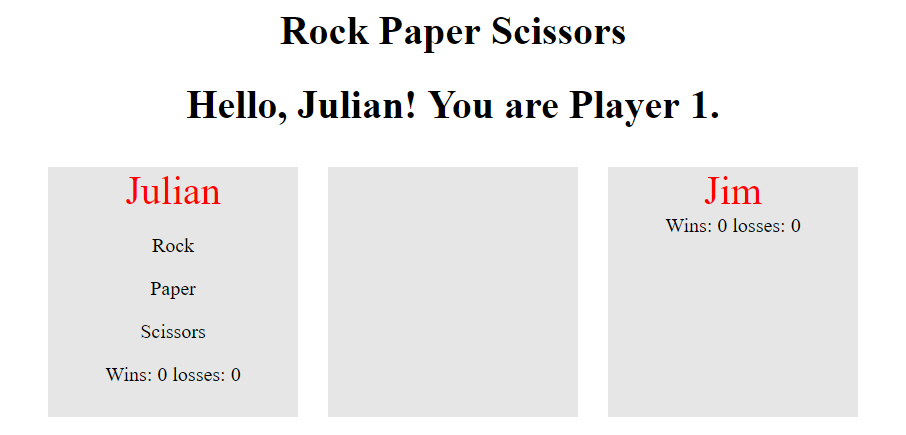 Rock Paper Scissors
Hello, Julian! You are Player 1.
Julian
Rock
Paper
Scissors
Wins: 0 losses: 0
Jim
Wins: 0 losses: 0